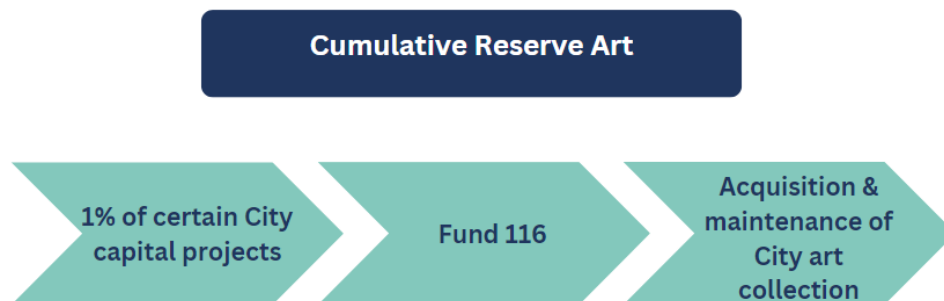 Cumulative Reserve Art
1% of certain City
capital projects
Fund 116
Acquisition &
maintenance of
City art
collection